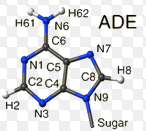 H61 H62
N6 ADE
C6
N1 C5 N7
C2 C4 C8 H8
H2 N3 N9
Sugar